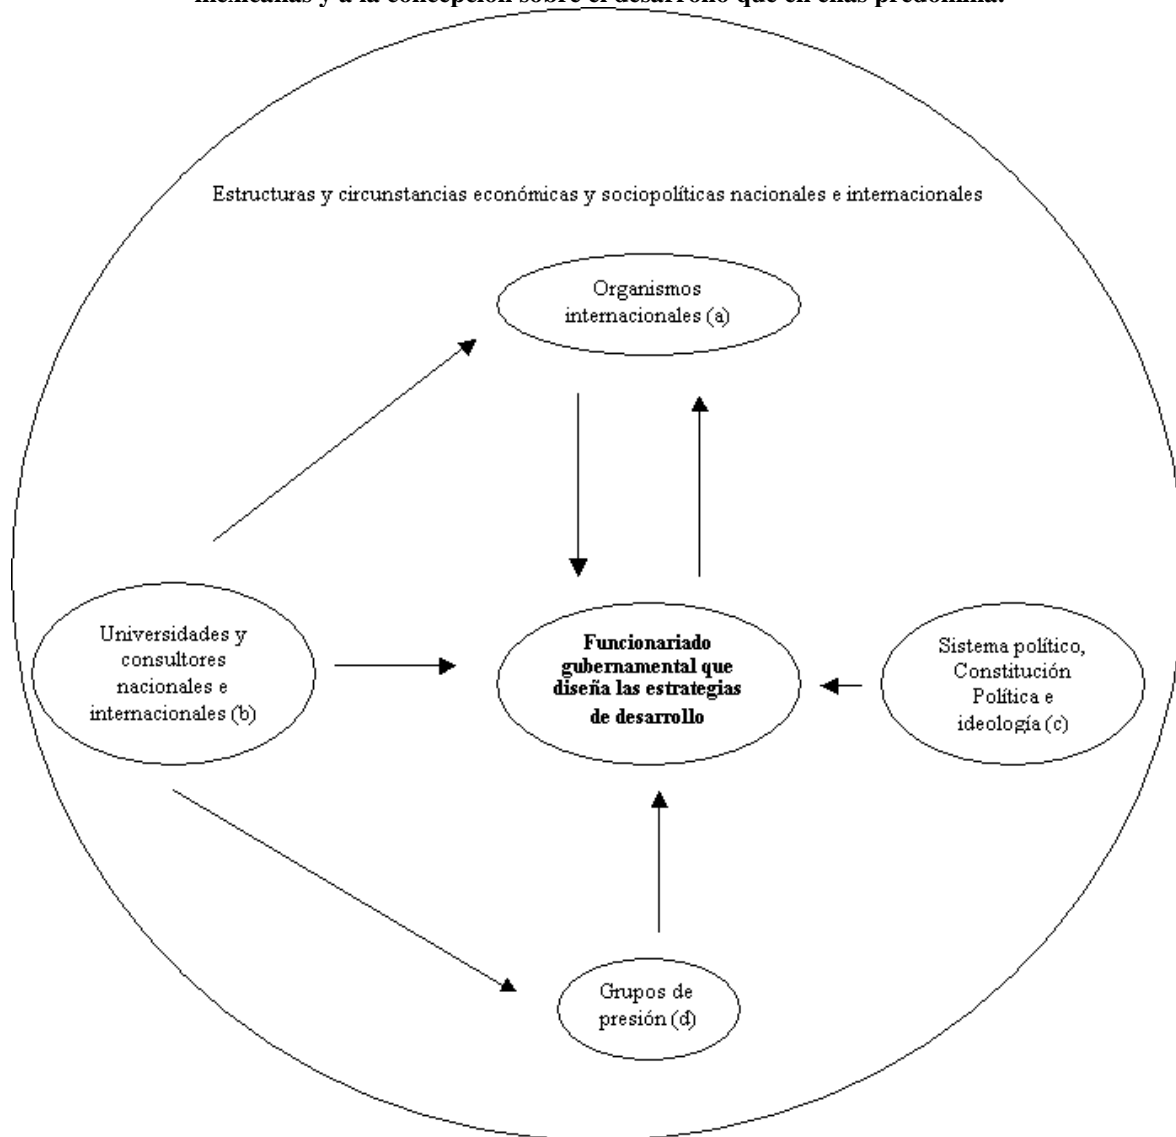 mexicanas y a la concepción sobre el desarrollo que en ellas predomina.
Estructuras y circunstancias económicas y sociopolíticas nacionales e internacionales
Organismos
internacionales (a)
Universidades y
consultores
nacionales e
internacionales (b)
Funcionariado
gubernamental que
diseña las estrategias
de desarrollo
Sistema político,
Constitución
Política e
ideología (c)
Grupos de
presión (d)